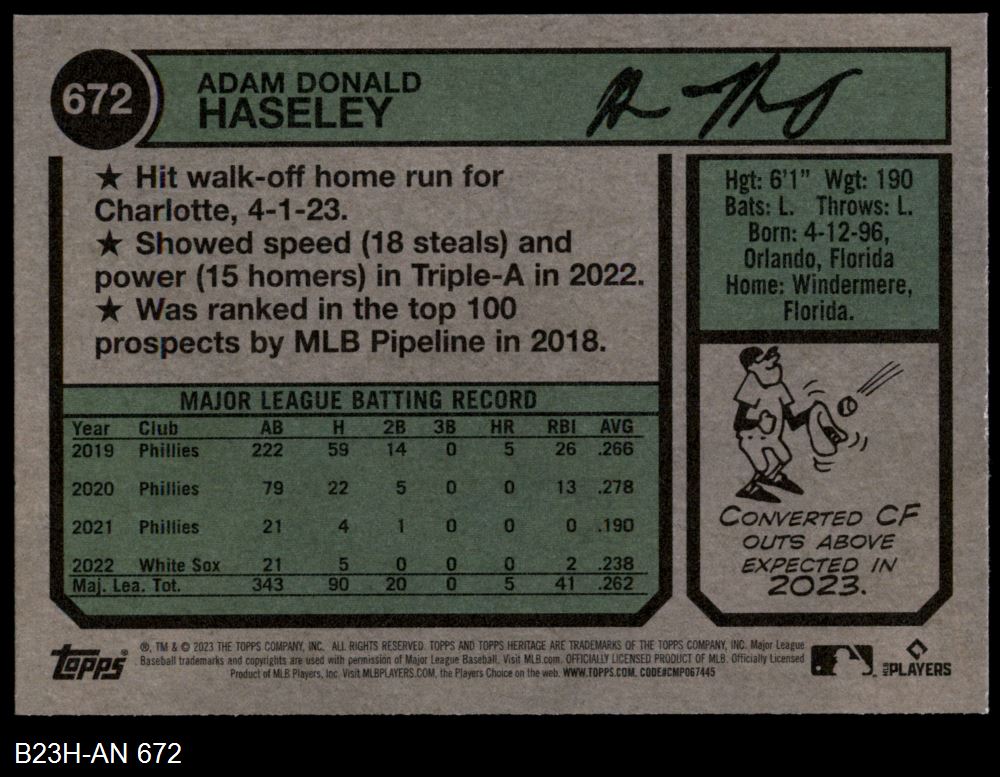 672
ADAM DONALD
HASELEY
★ Hit walk-off home run for
Charlotte, 4-1-23.
★ Showed speed (18 steals) and
power (15 homers) in Triple-A in 2022.
★ Was ranked in the top 100
prospects by MLB Pipeline in 2018.
Hgt: 6'1" Wgt: 190
Bats: L. Throws: L.
Born: 4-12-96,
Orlando, Florida
Home: Windermere,
Florida.
MAJOR LEAGUE BATTING RECORD
Year Club AB H 2B 3B HR RBI AVG
2019 Phillies 222 59 14 0 5 26 .266
2020 Phillies 79 22 5 0 0 13 .278
2021 Phillies 21 4 1 0 0 0 .190
2022 White Sox 21 5 0 0 0 2 .238
Maj. Lea. Tot. 343 90 20 0 5 41 .262
CONVERTED CF
OUTS ABOVE
EXPECTED IN
2023.
topps
®, TM & © 2023 THE TOPPS COMPANY, INC. ALL RIGHTS RESERVED. TOPPS AND TOPPS HERITAGE ARE TRADEMARKS OF THE TOPPS COMPANY, INC. Major League
Baseball trademarks and copyrights are used with permission of Major League Baseball. Visit MLB.com. OFFICIALLY LICENSED PRODUCT OF MLB. Officially Licensed
Product of MLB Players, Inc. Visit MLBPLAYERS.COM, the Players Choice on the web. WWW.TOPPS.COM. CODE#CMP067445
MLB PLAYERS
B23H-AN 672